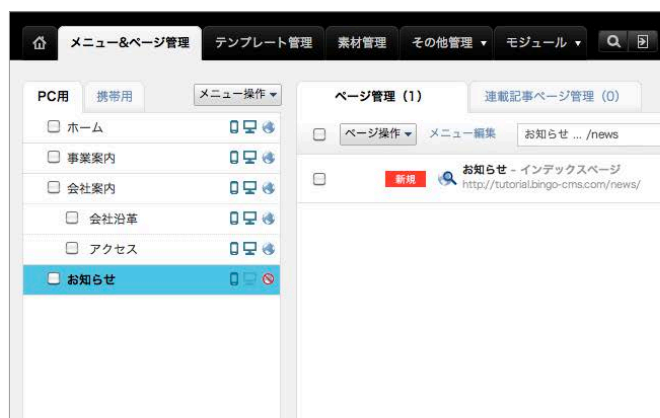 メニュー&ページ管理 テンプレート管理 素材管理 その他管理 ▼ モジュール ▼
PC用 携帯用 メニュー操作 ▼
ホーム
事業案内
会社案内
会社沿革
アクセス
お知らせ
ページ管理 (1) 連載記事ページ管理 (0)
ページ操作 ▼ メニュー編集 お知らせ ... /news
新規 お知らせ - インデックスページ
http://tutorial.bingo-cms.com/news/